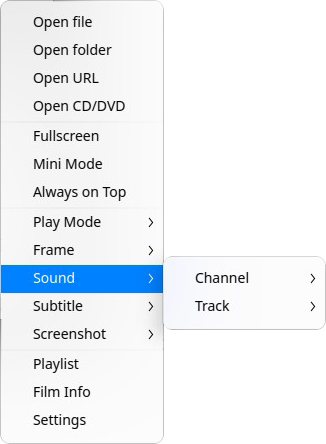 Open file
Open folder
Open URL
Open CD/DVD
Fullscreen
Mini Mode
Always on Top
Play Mode
Frame
Sound
Channel
Track
Subtitle
Screenshot
Playlist
Film Info
Settings